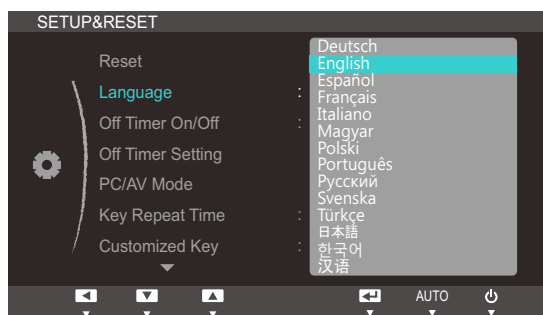 SETUP&RESET
Reset
Language :
Off Timer On/Off :
Off Timer Setting
PC/AV Mode
Key Repeat Time :
Customized Key :
Deutsch
English
Español
Français
Italiano
Magyar
Polski
Português
Русский
Svenska
Türkçe
日本語
한국어
汉语
AUTO